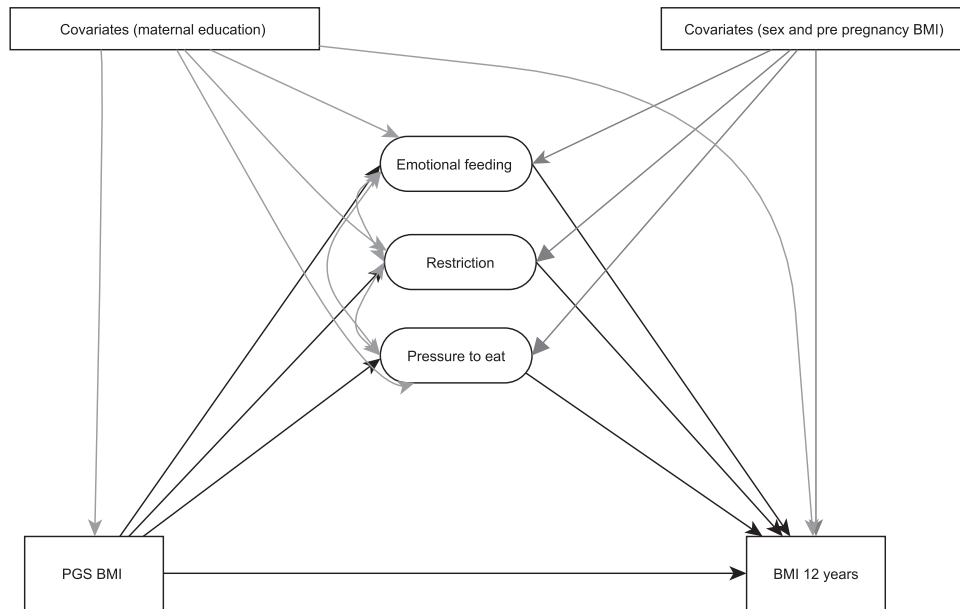 Covariates (maternal education)
Covariates (sex and pre pregnancy BMI)
Emotional feeding
Restriction
Pressure to eat
PGS BMI
BMI 12 years